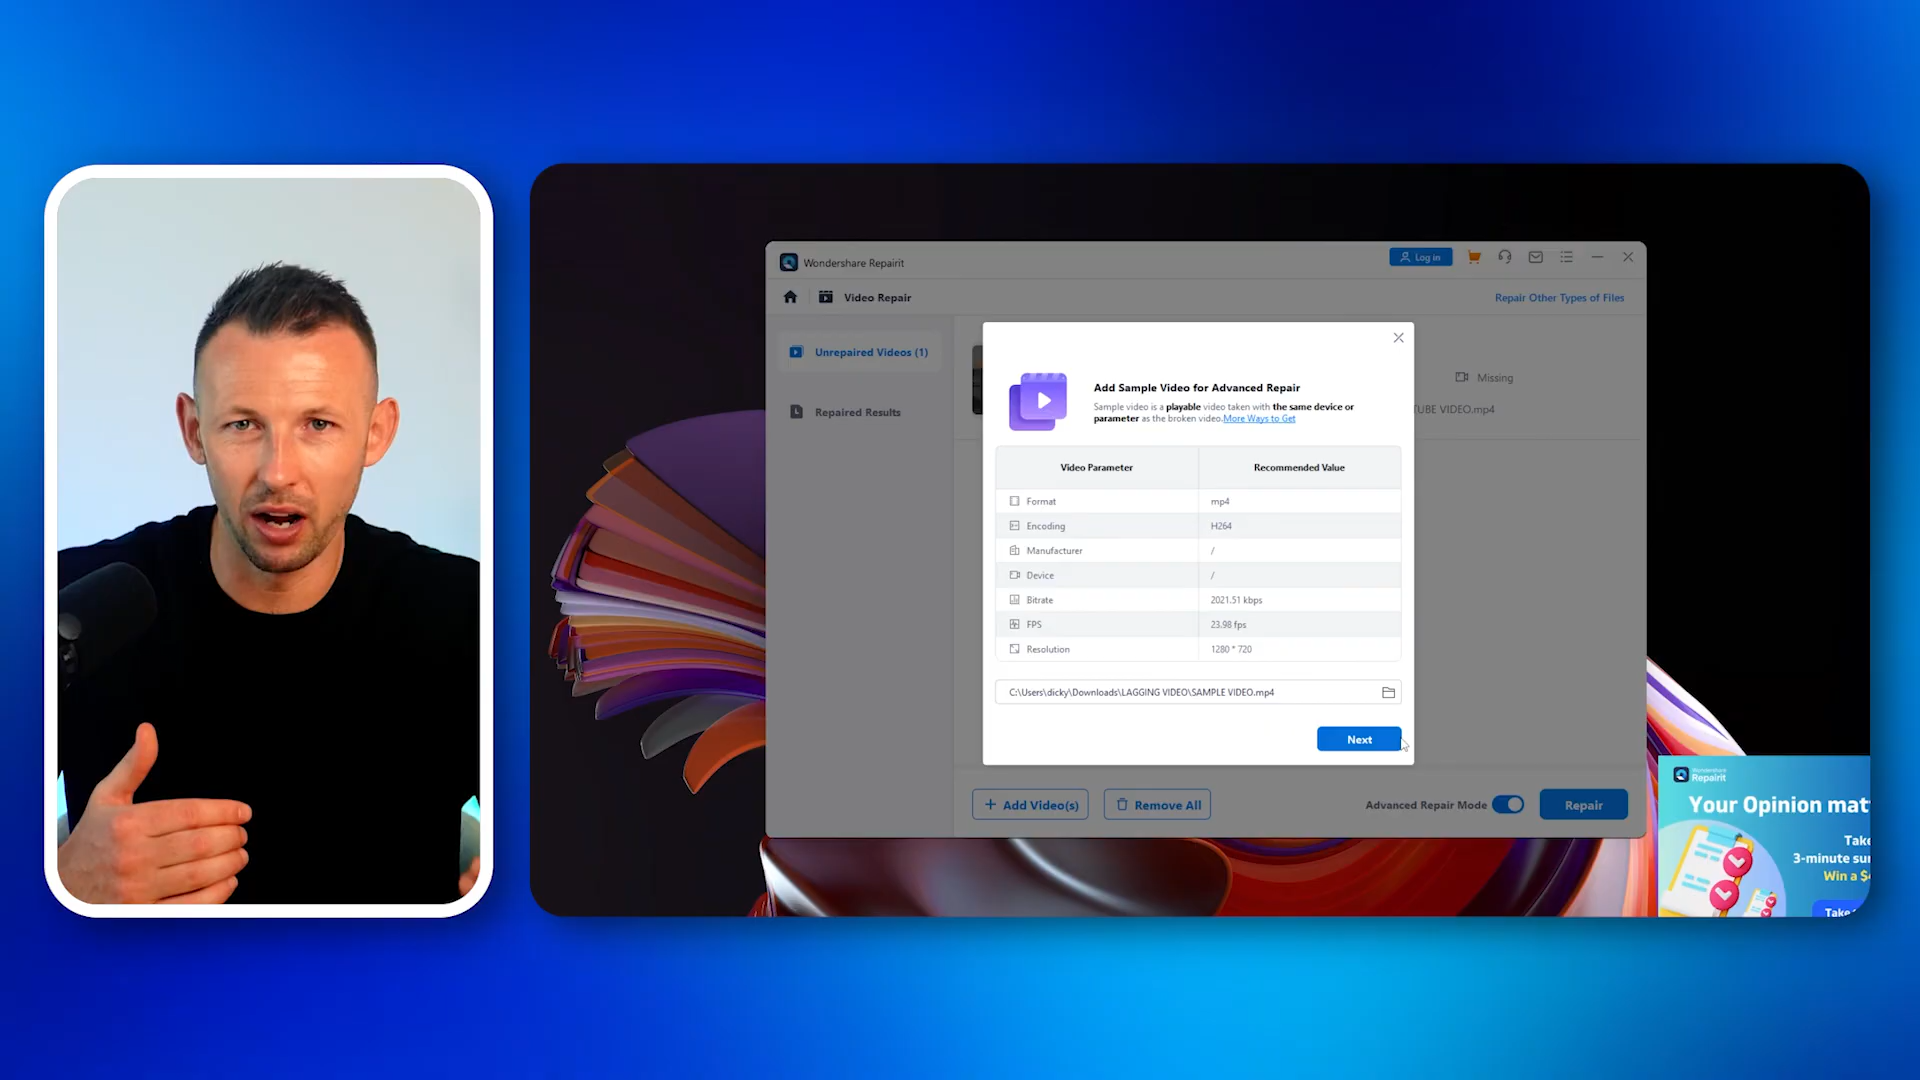 Wondershare Repairit
Log in
Video Repair
Repair Other Types of Files
Unrepaired Videos (1)
Repaired Results
Missing
TUBE VIDEO.mp4
Add Sample Video for Advanced Repair
Sample video is a playable video taken with the same device or
parameter as the broken video.More Ways to Get
Video Parameter Recommended Value
Format mp4
Encoding H264
Manufacturer /
Device /
Bitrate 2021.51 kbps
FPS 23.98 fps
Resolution 1280 * 720
C:\Users\dicky\Downloads\LAGGING VIDEO\SAMPLE VIDEO.mp4
Next
Add Video(s)
Remove All
Advanced Repair Mode
Repair
Wondershare
Repairit
Your Opinion mat
Take
3-minute sur
Win a $
Take